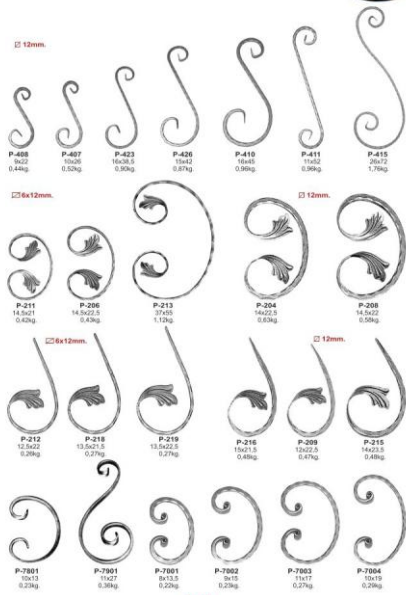 12mm.
P-408 P-407 P-423 P-426 P-410 P-411 P-415
9x22 10x26 16x38,5 15x42 16x45 11x52 26x72
0,44kg. 0,52kg. 0,90kg. 0,87kg. 0,96kg. 0,96kg. 1,76kg.
6x12mm. 12mm.
P-211 P-206 P-213 P-204 P-208
14,5x21 14,5x22,5 37x55 14x22,5 14,5x22
0,42kg. 0,43kg. 1,12kg. 0,63kg. 0,58kg.
6x12mm. 12mm.
P-212 P-218 P-219 P-216 P-209 P-215
12,5x22 13,5x21,5 13,5x22,5 15x21,5 12x22,5 14x23,5
0,26kg. 0,27kg. 0,27kg. 0,48kg. 0,47kg. 0,48kg.
P-7801 P-7901 P-7001 P-7002 P-7003 P-7004
10x13 11x27 8x13,5 9x15 11x17 10x19
0,23kg. 0,36kg. 0,22kg. 0,23kg. 0,27kg. 0,29kg.